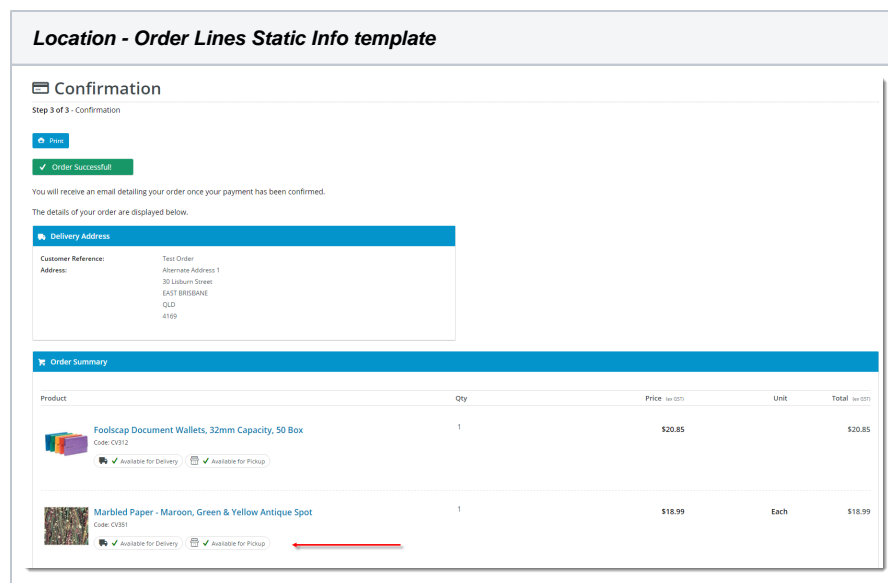 Location - Order Lines Static Info template
Confirmation
Step 3 of 3 - Confirmation
Print
Order Successful!
You will receive an email detailing your order once your payment has been confirmed.
The details of your order are displayed below.
Delivery Address
Customer Reference: Test Order
Address: Alternate Address 1
30 Lisburn Street
EAST BRISBANE
QLD
4169
Order Summary
Product Qty Price (ex GST) Unit Total (ex GST)
Foolscap Document Wallets, 32mm Capacity, 50 Box 1 $20.85 $20.85
Code: CV312
Available for Delivery Available for Pickup
Marbled Paper - Maroon, Green & Yellow Antique Spot 1 $18.99 Each $18.99
Code: CV351
Available for Delivery Available for Pickup